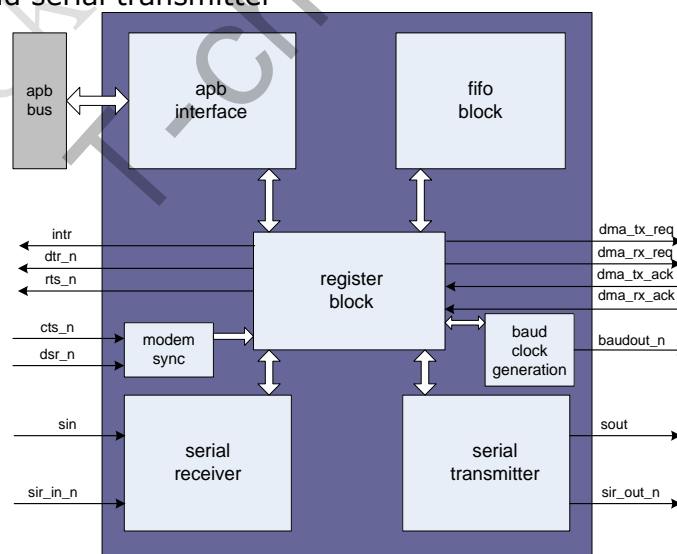 serial transmitter
apb
bus
apb
interface
fifo
block
intr
dtr_n
rts_n
cts_n
dsr_n
modem
sync
register
block
dma_tx_req
dma_rx_req
dma_tx_ack
dma_rx_ack
baud
clock
generation
baudout_n
sin
sir_in_n
serial
receiver
serial
transmitter
sout
sir_out_n